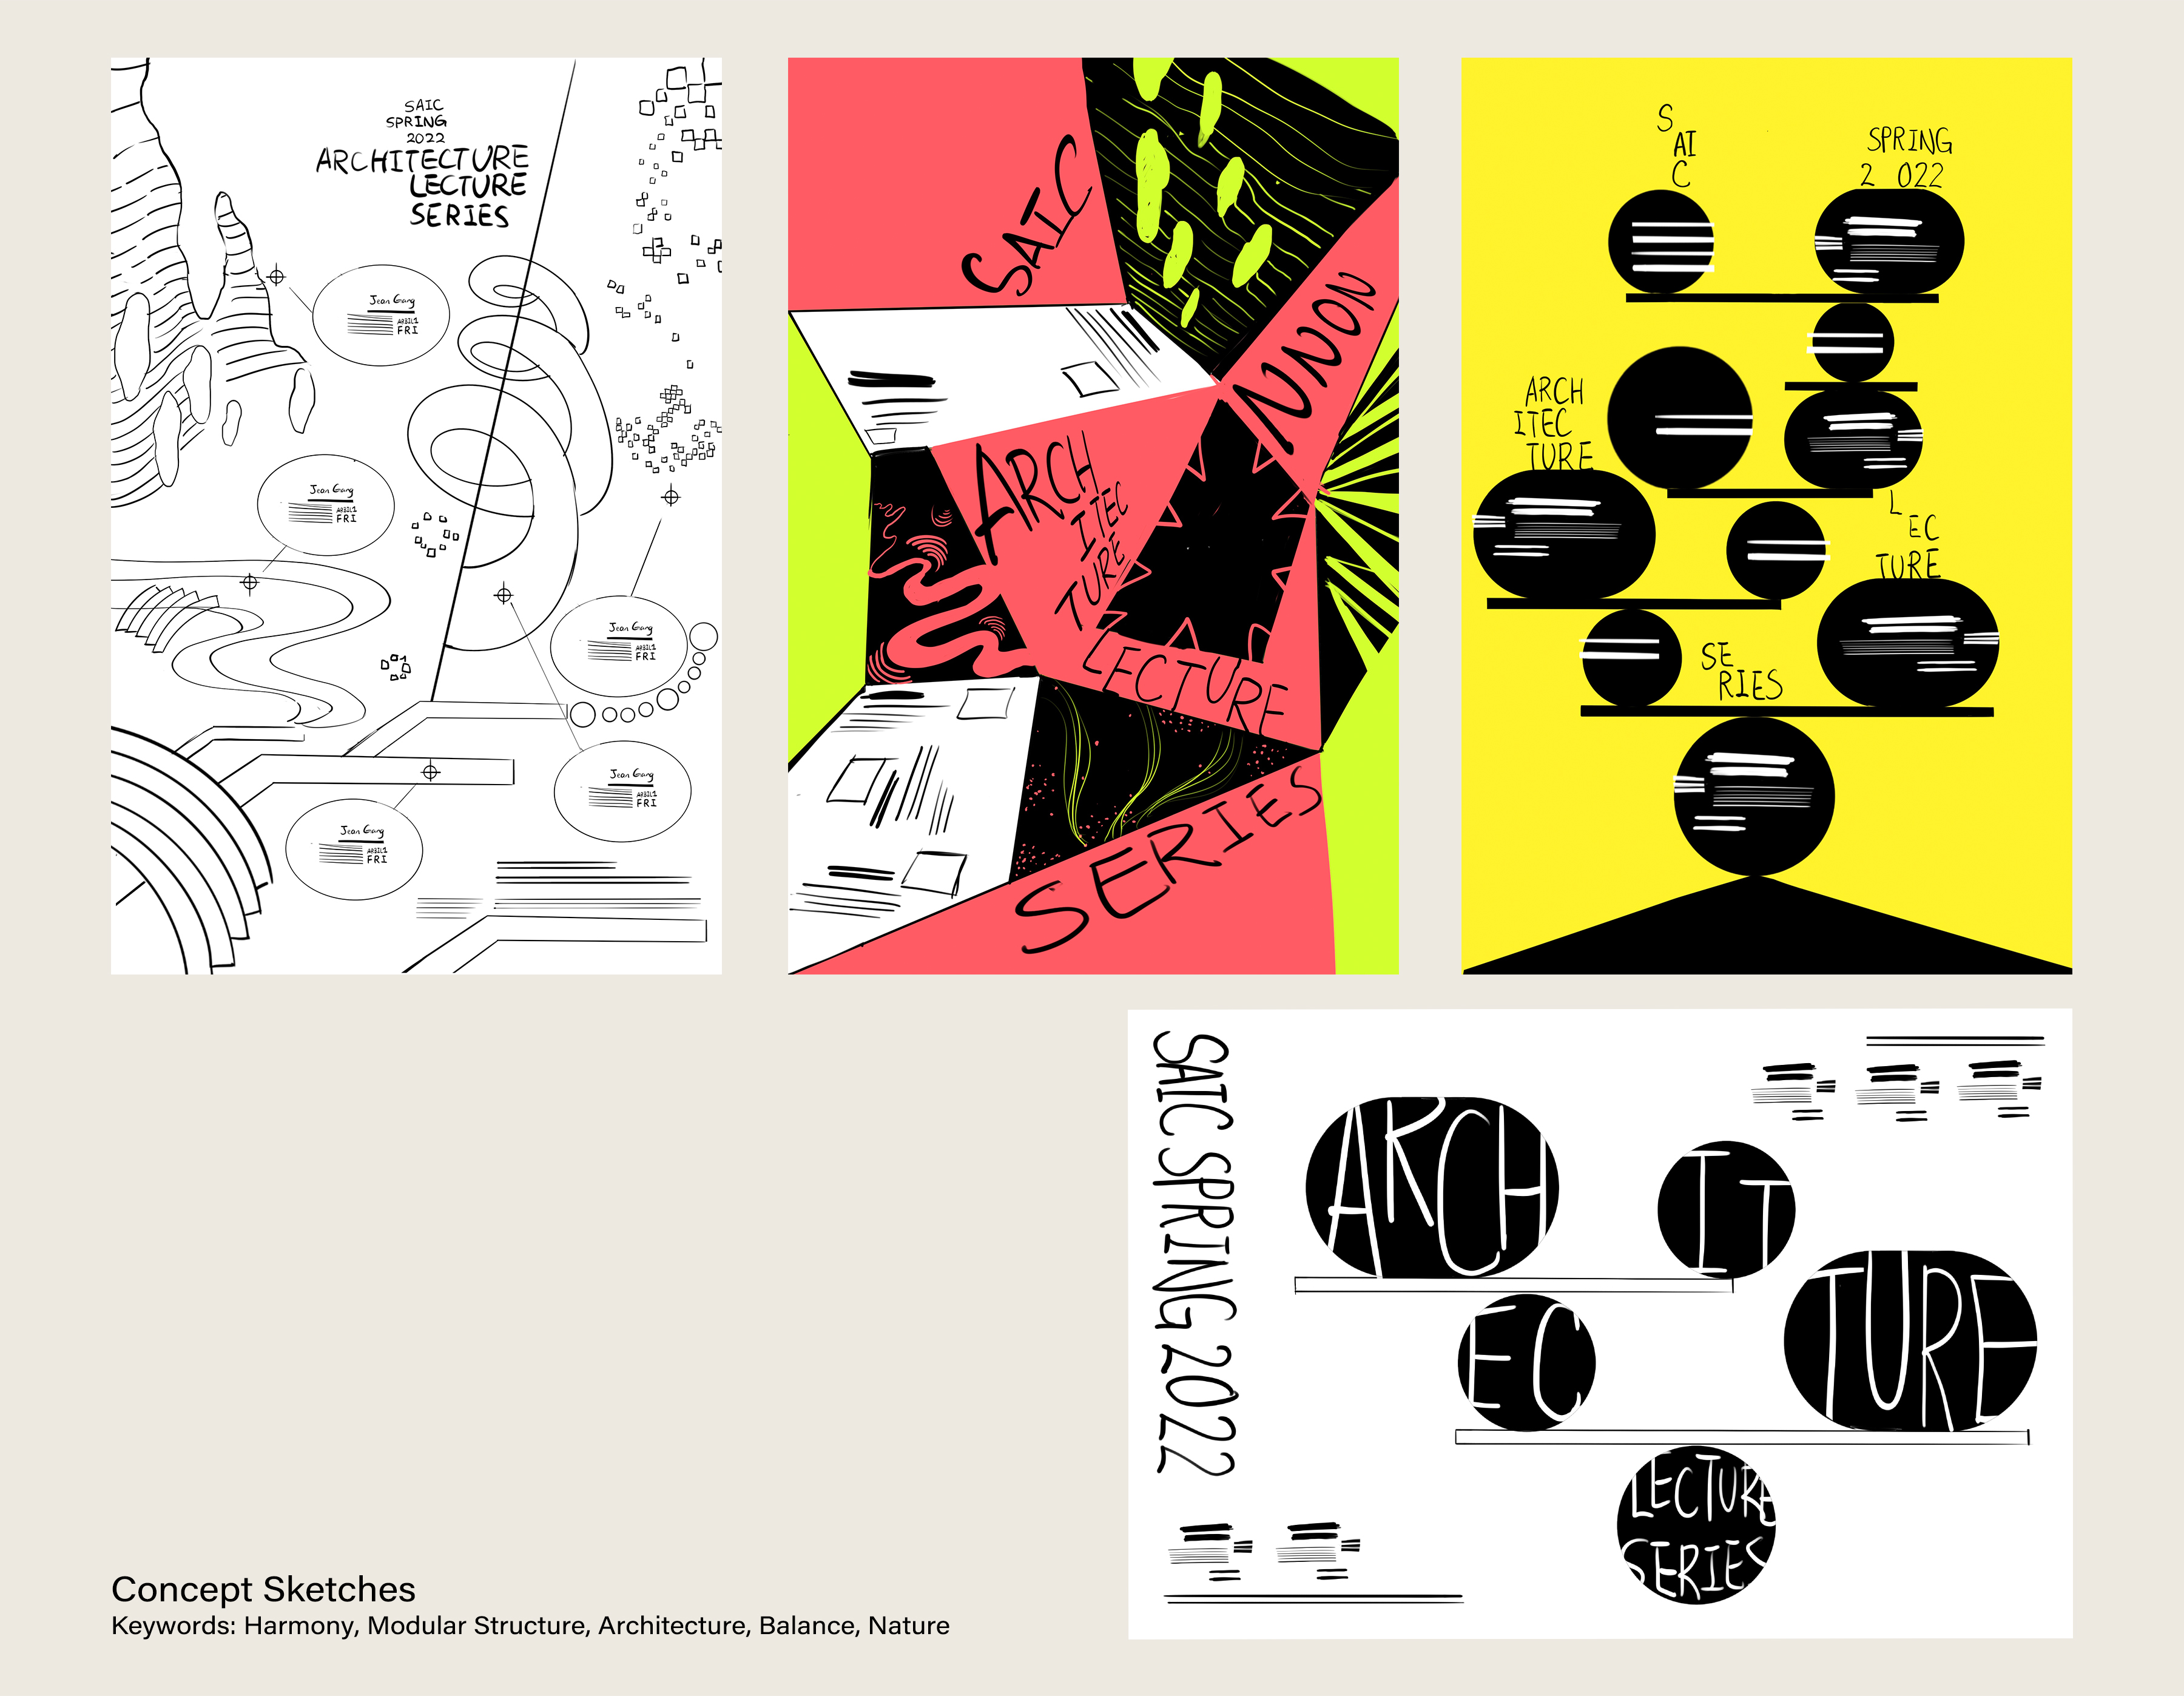 SAIC
SPRING
2022
ARCHITECTURE
LECTURE
SERIES
Jean Gang
FRI
Jean Gang
FRI
Jean Gang
FRI
Jean Gang
FRI
Jean Gang
FRI
SAIC
ARCH
ITEC
TURE
LECTURE
SERIES
S
AI
C
SPRING
2 022
ARCH
ITEC
TURE
L
EC
TURE
SE
RIES
SAIC SPRING 2022
ARCH
IT
EC
TURE
LECTURE
SERIES
Concept Sketches
Keywords: Harmony, Modular Structure, Architecture, Balance, Nature